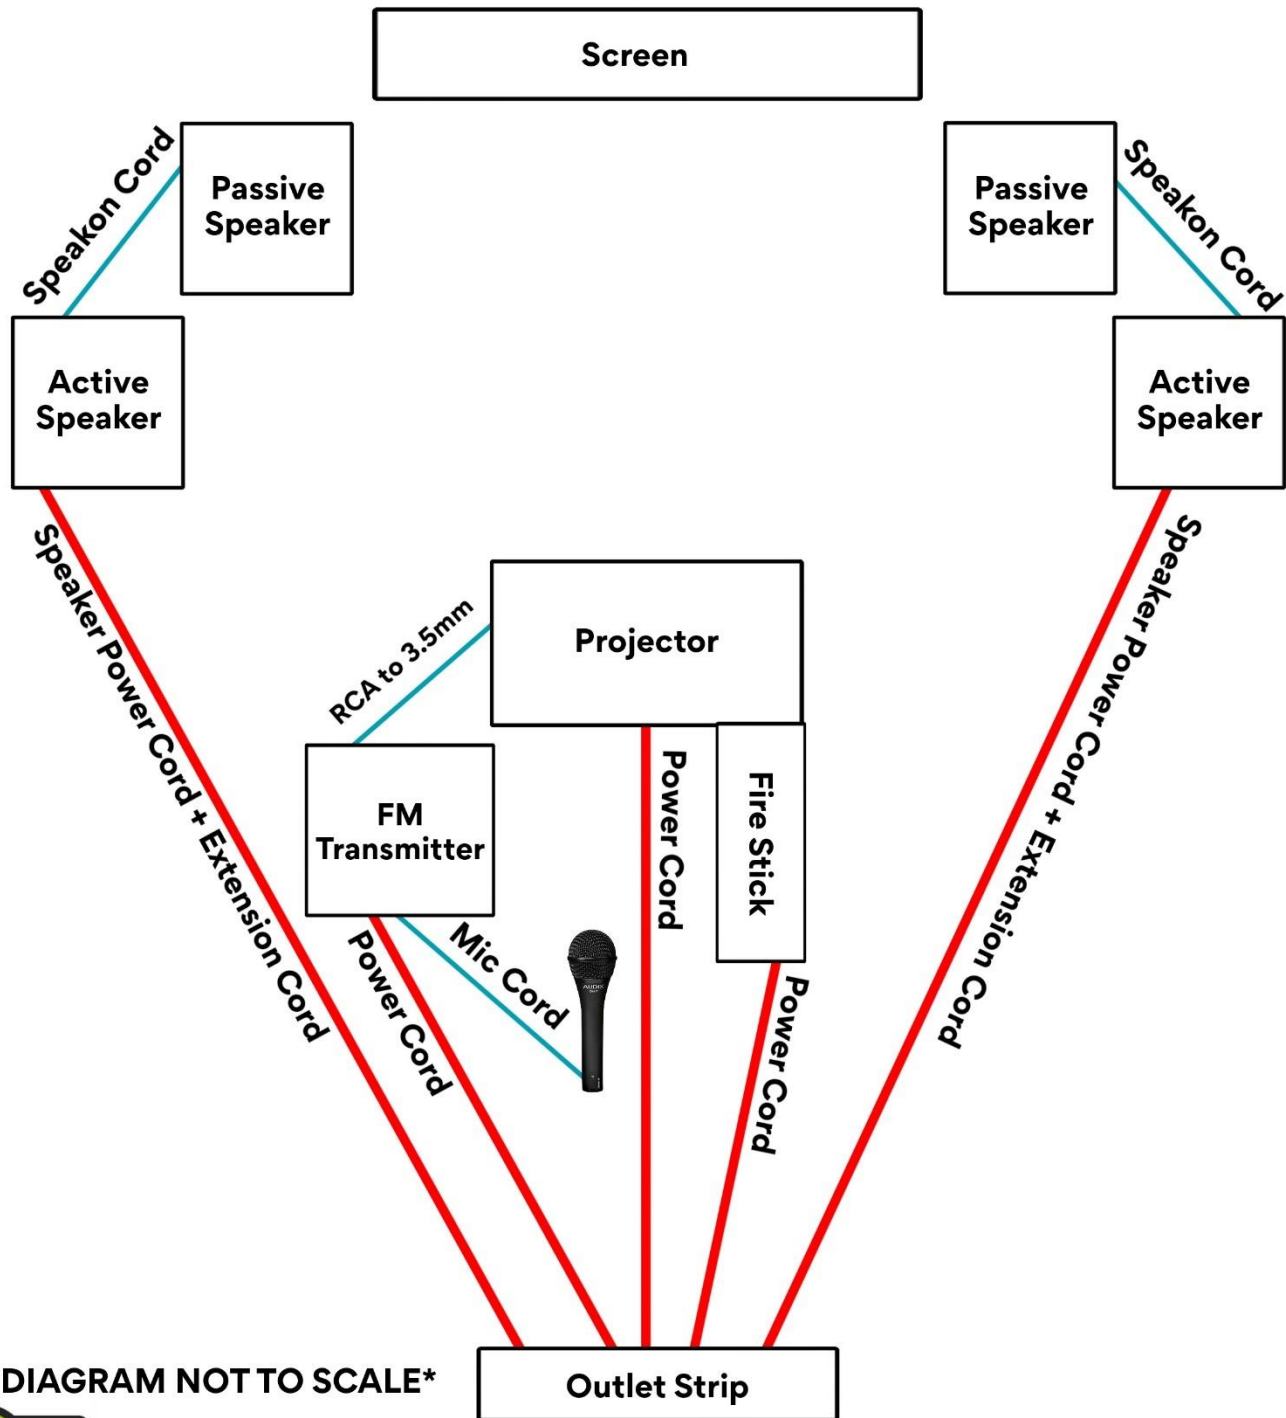 Screen
Speakon Cord
Passive
Speaker
Passive
Speaker
Speakon Cord
Active
Speaker
Active
Speaker
Speaker Power Cord + Extension Cord
RCA to 3.5mm
Projector
Speaker Power Cord + Extension Cord
FM
Transmitter
Power Cord
Fire Stick
Power Cord
Mic Cord
AUDIX
Power Cord
DIAGRAM NOT TO SCALE*
Outlet Strip